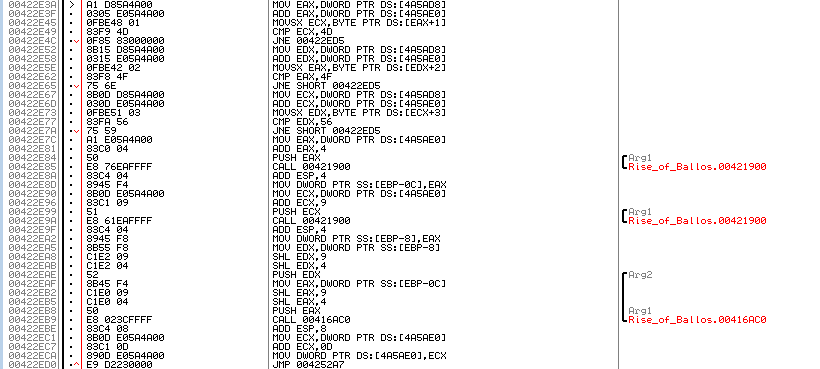 00422E3A > A1 D85A4A00 MOV EAX,DWORD PTR DS:[4A5AD8]
00422E3F · 0305 E05A4A00 ADD EAX,DWORD PTR DS:[4A5AE0]
00422E45 · 0FBE48 01 MOVSX ECX,BYTE PTR DS:[EAX+1]
00422E49 · 83F9 4D CMP ECX,4D
00422E4C · 0F85 83000000 JNE 00422ED5
00422E52 · 8B15 D85A4A00 MOV EDX,DWORD PTR DS:[4A5AD8]
00422E58 · 0315 E05A4A00 ADD EDX,DWORD PTR DS:[4A5AE0]
00422E5E · 0FBE42 02 MOVSX EAX,BYTE PTR DS:[EDX+2]
00422E62 · 83F8 4F CMP EAX,4F
00422E65 · 75 6E JNE SHORT 00422ED5
00422E67 · 8B0D D85A4A00 MOV ECX,DWORD PTR DS:[4A5AD8]
00422E6D · 030D E05A4A00 ADD ECX,DWORD PTR DS:[4A5AE0]
00422E73 · 0FBE51 03 MOVSX EDX,BYTE PTR DS:[ECX+3]
00422E77 · 83FA 56 CMP EDX,56
00422E7A · 75 59 JNE SHORT 00422ED5
00422E7C · A1 E05A4A00 MOV EAX,DWORD PTR DS:[4A5AE0]
00422E81 · 83C0 04 ADD EAX,4
00422E84 · 50 PUSH EAX Arg1
00422E85 · E8 76EAFFFF CALL 00421900 Rise_of_Ballos.00421900
00422E8A · 83C4 04 ADD ESP,4
00422E8D · 8945 F4 MOV DWORD PTR SS:[EBP-0C],EAX
00422E90 · 8B0D E05A4A00 MOV ECX,DWORD PTR DS:[4A5AE0]
00422E96 · 83C1 09 ADD ECX,9
00422E99 · 51 PUSH ECX Arg1
00422E9A · E8 61EAFFFF CALL 00421900 Rise_of_Ballos.00421900
00422E9F · 83C4 04 ADD ESP,4
00422EA2 · 8945 F8 MOV DWORD PTR SS:[EBP-8],EAX
00422EA5 · 8B55 F8 MOV EDX,DWORD PTR SS:[EBP-8]
00422EA8 · C1E2 09 SHL EDX,9
00422EAB · C1E2 04 SHL EDX,4
00422EAE · 52 PUSH EDX Arg2
00422EAF · 8B45 F4 MOV EAX,DWORD PTR SS:[EBP-0C]
00422EB2 · C1E0 09 SHL EAX,9
00422EB5 · C1E0 04 SHL EAX,4
00422EB8 · 50 PUSH EAX Arg1
00422EB9 · E8 023CFFFF CALL 00416AC0 Rise_of_Ballos.00416AC0
00422EBE · 83C4 08 ADD ESP,8
00422EC1 · 8B0D E05A4A00 MOV ECX,DWORD PTR DS:[4A5AE0]
00422EC7 · 83C1 0D ADD ECX,0D
00422ECA · 890D E05A4A00 MOV DWORD PTR DS:[4A5AE0],ECX
00422ED0 · E9 D2230000 JMP 004252A7